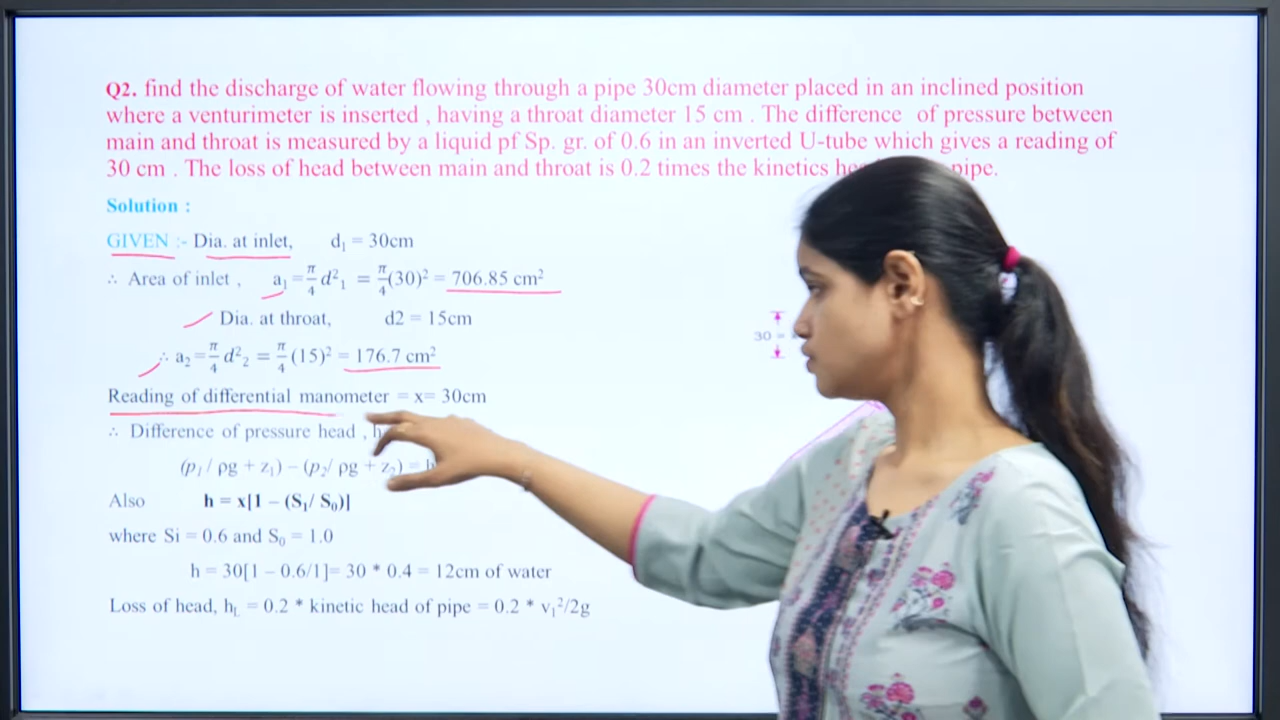 Q2. find the discharge of water flowing through a pipe 30cm diameter placed in an inclined position
where a venturimeter is inserted , having a throat diameter 15 cm . The difference of pressure between
main and throat is measured by a liquid pf Sp. gr. of 0.6 in an inverted U-tube which gives a reading of
30 cm . The loss of head between main and throat is 0.2 times the kinetics pipe.
Solution :
GIVEN :- Dia. at inlet, d₁ = 30cm
∴ Area of inlet , a₁ = π/4 d²₁ = π/4 (30)² = 706.85 cm²
Dia. at throat, d2 = 15cm
∴ a₂ = π/4 d²₂ = π/4 (15)² = 176.7 cm²
Reading of differential manometer = x= 30cm
∴ Difference of pressure head , h
(p₁/ ρg + z₁) – (p₂/ ρg + z₂) =
Also h = x[1 – (S₁/ S₀)]
where Si = 0.6 and S₀ = 1.0
h = 30[1 – 0.6/1]= 30 * 0.4 = 12cm of water
Loss of head, h_L = 0.2 * kinetic head of pipe = 0.2 * v₁²/2g
30